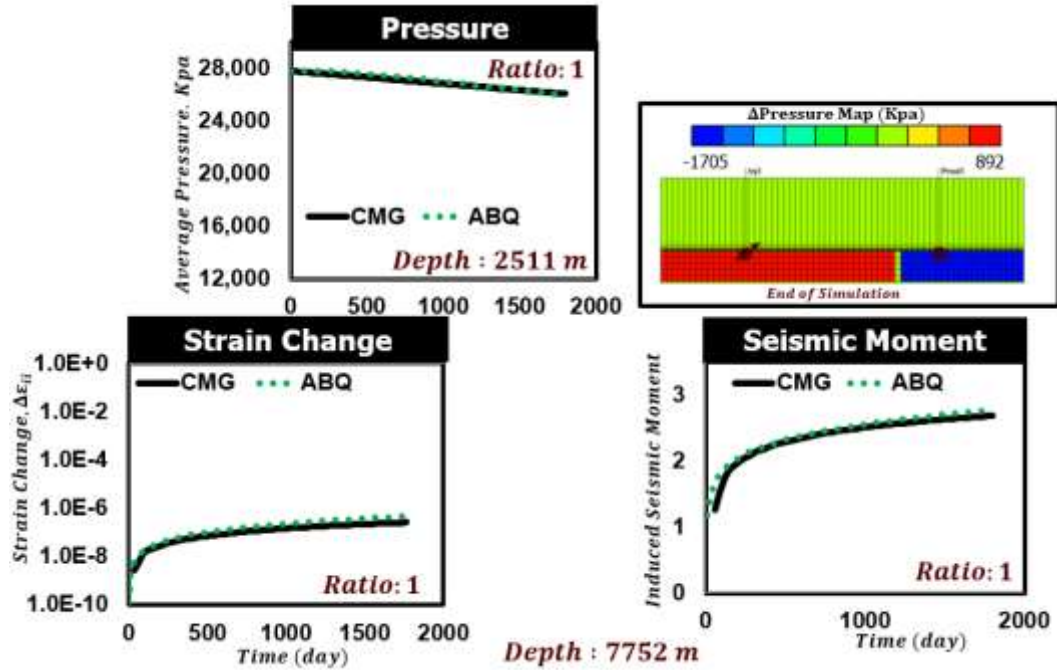 Pressure
Average Pressure, Kpa
28,000
24,000
20,000
16,000
12,000
Ratio: 1
CMG ABQ
Depth : 2511 m
0 500 1000 1500 2000
ΔPressure Map (Kpa)
-1705 892
End of Simulation
Strain Change
Strain Change, Δεii
1.0E+0
1.0E-2
1.0E-4
1.0E-6
1.0E-8
1.0E-10
CMG ABQ
Ratio: 1
0 500 1000 1500 2000
Time (day)
Seismic Moment
Induced Seismic Moment
3
2
1
0
CMG ABQ
Ratio: 1
0 1000 2000
Time (day)
Depth : 7752 m